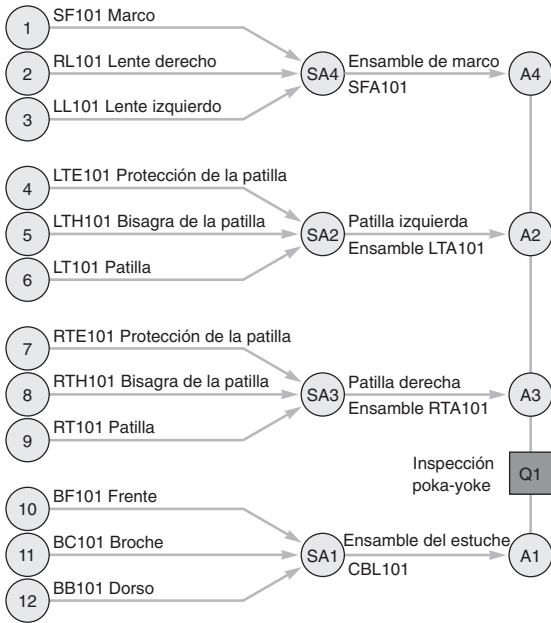 1 SF101 Marco
2 RL101 Lente derecho
3 LL101 Lente izquierdo
SA4
Ensamble de marco
SFA101
A4
4 LTE101 Protección de la patilla
5 LTH101 Bisagra de la patilla
6 LT101 Patilla
SA2
Patilla izquierda
Ensamble LTA101
A2
7 RTE101 Protección de la patilla
8 RTH101 Bisagra de la patilla
9 RT101 Patilla
SA3
Patilla derecha
Ensamble RTA101
A3
Inspección
poka-yoke
Q1
10 BF101 Frente
11 BC101 Broche
12 BB101 Dorso
SA1
Ensamble del estuche
CBL101
A1